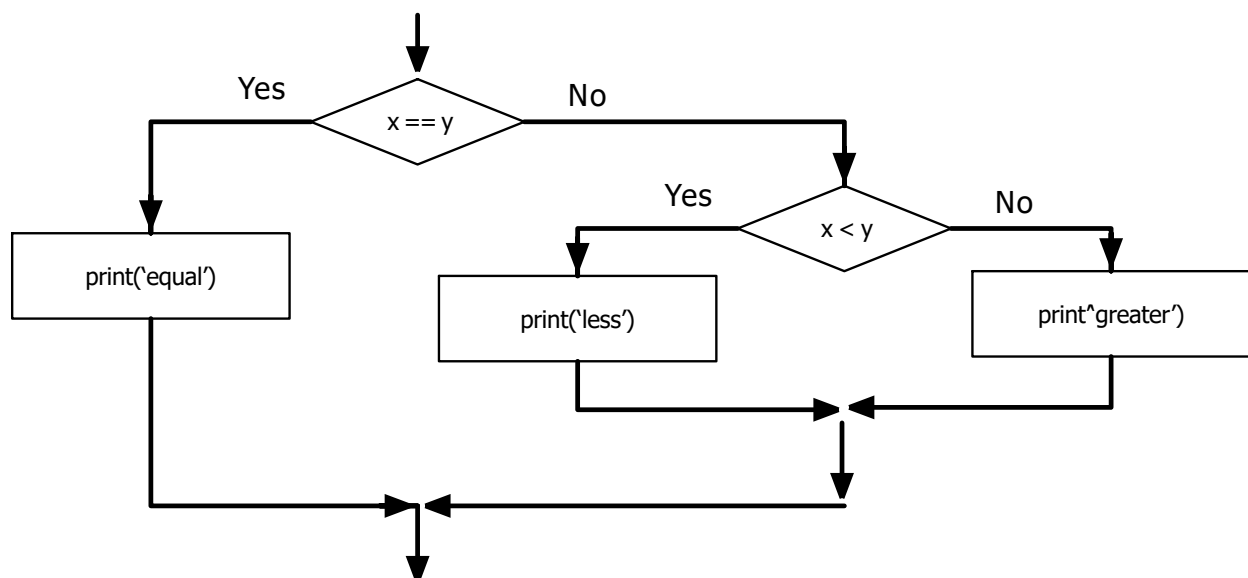 Yes
x == y
No
print(‘equal’)
Yes
x < y
No
print(‘less’)
print‘‘greater’)